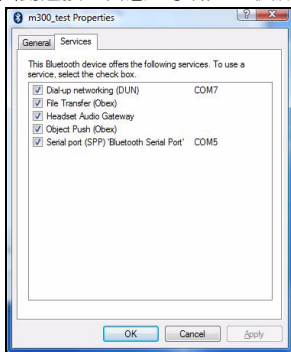 m300_test Properties
General Services
This Bluetooth device offers the following services. To use a
service, select the check box.
Dial-up networking (DUN) COM7
File Transfer (Obex)
Headset Audio Gateway
Object Push (Obex)
Serial port (SPP) 'Bluetooth Serial Port' COM5
OK Cancel Apply